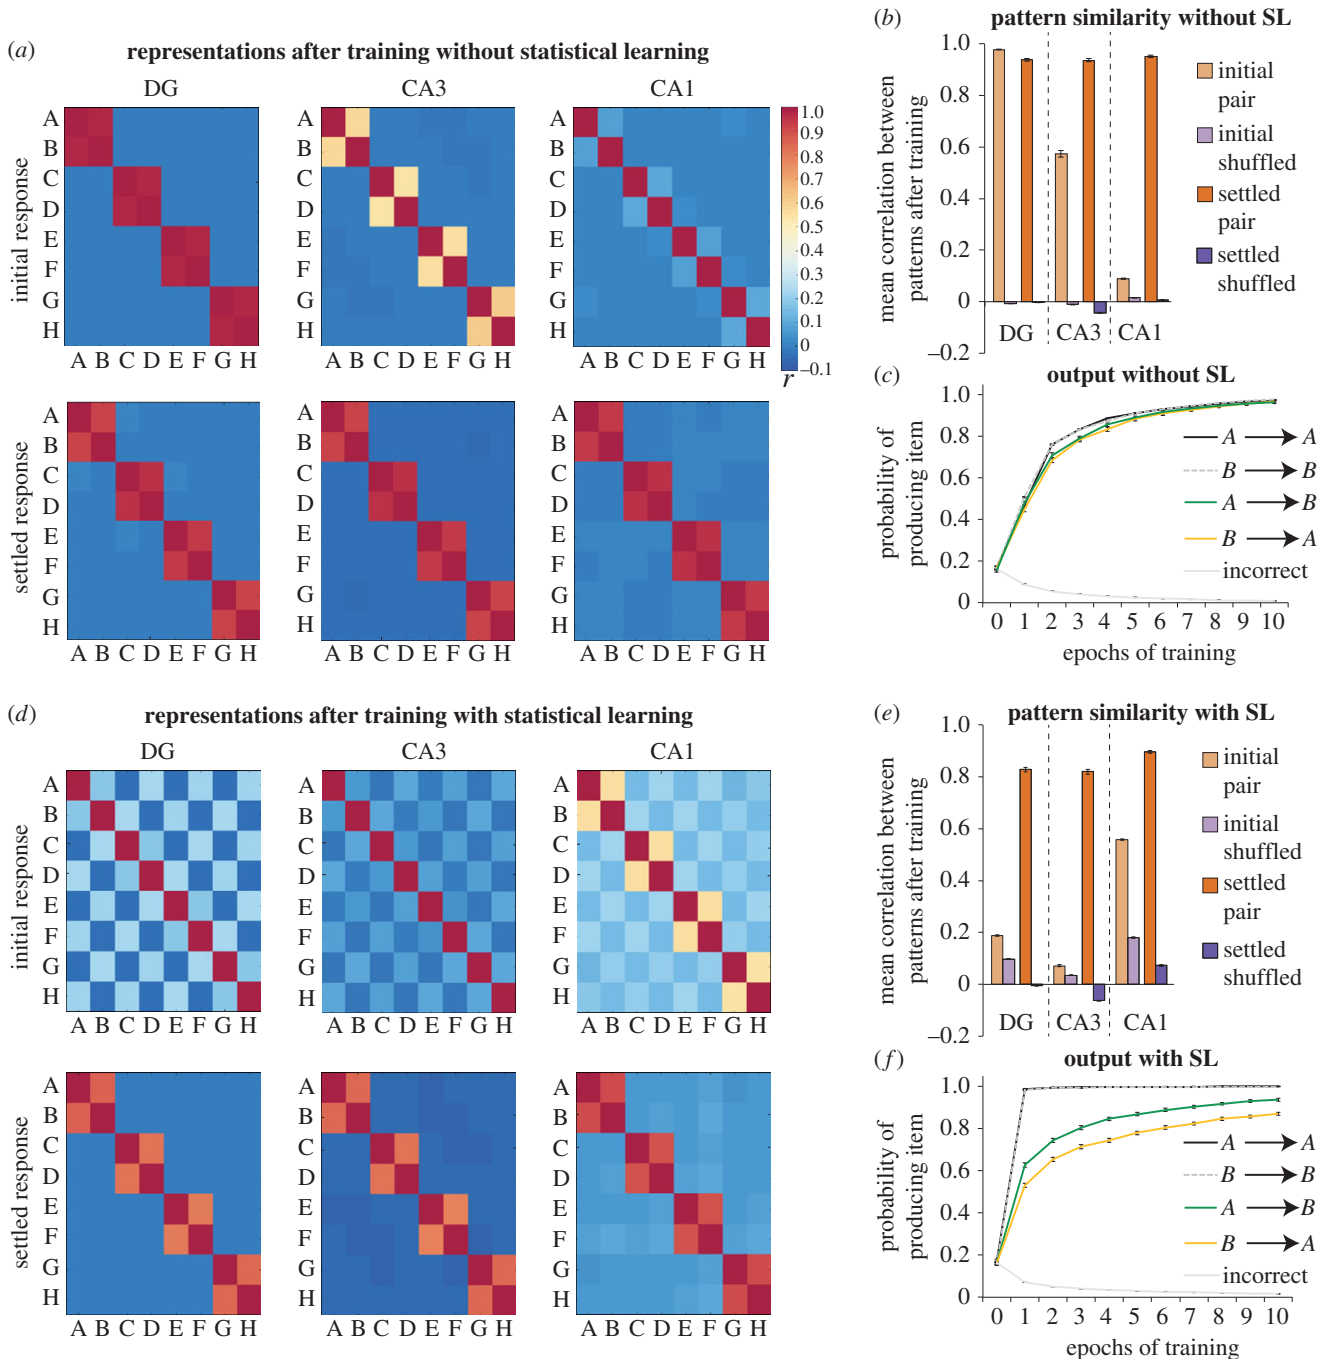 (a) representations after training without statistical learning
DG CA3 CA1
initial response
A
B
C
D
E
F
G
H
A B C D E F G H
A
B
C
D
E
F
G
H
A B C D E F G H
A
B
C
D
E
F
G
H
A B C D E F G H
1.0
0.9
0.8
0.7
0.6
0.5
0.4
0.3
0.2
0.1
0
−0.1
r
settled response
A
B
C
D
E
F
G
H
A B C D E F G H
A
B
C
D
E
F
G
H
A B C D E F G H
A
B
C
D
E
F
G
H
A B C D E F G H
(b) pattern similarity without SL
mean correlation between
patterns after training
1.0
0.8
0.6
0.4
0.2
0
−0.2
DG CA3 CA1
initial
pair
initial
shuffled
settled
pair
settled
shuffled
(c) output without SL
probability of
producing item
1.0
0.8
0.6
0.4
0.2
0
0 1 2 3 4 5 6 7 8 9 10
epochs of training
A A
B B
A B
B A
incorrect
(d) representations after training with statistical learning
DG CA3 CA1
initial response
A
B
C
D
E
F
G
H
A B C D E F G H
A
B
C
D
E
F
G
H
A B C D E F G H
A
B
C
D
E
F
G
H
A B C D E F G H
settled response
A
B
C
D
E
F
G
H
A B C D E F G H
A
B
C
D
E
F
G
H
A B C D E F G H
A
B
C
D
E
F
G
H
A B C D E F G H
(e) pattern similarity with SL
mean correlation between
patterns after training
1.0
0.8
0.6
0.4
0.2
0
−0.2
DG CA3 CA1
initial
pair
initial
shuffled
settled
pair
settled
shuffled
(f) output with SL
probability of
producing item
1.0
0.8
0.6
0.4
0.2
0
0 1 2 3 4 5 6 7 8 9 10
epochs of training
A A
B B
A B
B A
incorrect